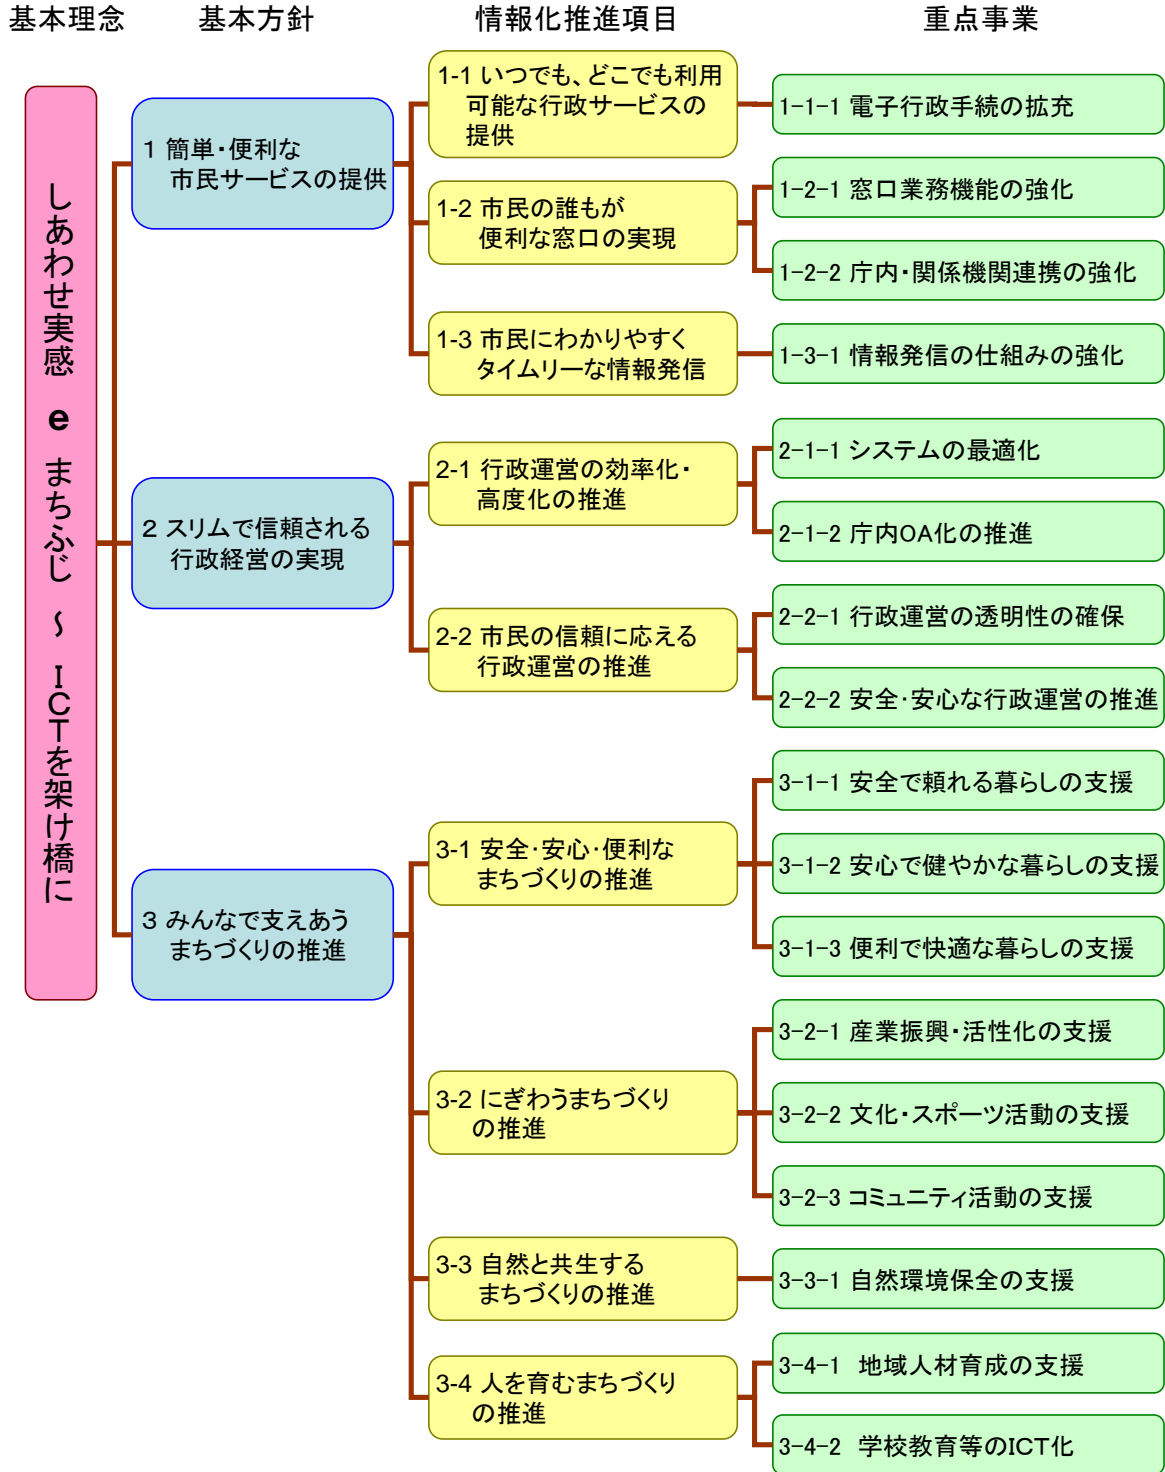 基本理念
基本方針
情報化推進項目
重点事業
しあわせ実感 e まちふじ ～ ICTを架け橋に
1 簡単・便利な
市民サービスの提供
1-1 いつでも、どこでも利用
可能な行政サービスの
提供
1-1-1 電子行政手続の拡充
1-2 市民の誰もが
便利な窓口の実現
1-2-1 窓口業務機能の強化
1-2-2 庁内・関係機関連携の強化
1-3 市民にわかりやすく
タイムリーな情報発信
1-3-1 情報発信の仕組みの強化
2 スリムで信頼される
行政経営の実現
2-1 行政運営の効率化・
高度化の推進
2-1-1 システムの最適化
2-1-2 庁内OA化の推進
2-2 市民の信頼に応える
行政運営の推進
2-2-1 行政運営の透明性の確保
2-2-2 安全・安心な行政運営の推進
3 みんなで支えあう
まちづくりの推進
3-1 安全・安心・便利な
まちづくりの推進
3-1-1 安全で頼れる暮らしの支援
3-1-2 安心で健やかな暮らしの支援
3-1-3 便利で快適な暮らしの支援
3-2 にぎわうまちづくり
の推進
3-2-1 産業振興・活性化の支援
3-2-2 文化・スポーツ活動の支援
3-2-3 コミュニティ活動の支援
3-3 自然と共生する
まちづくりの推進
3-3-1 自然環境保全の支援
3-4 人を育むまちづくり
の推進
3-4-1 地域人材育成の支援
3-4-2 学校教育等のICT化